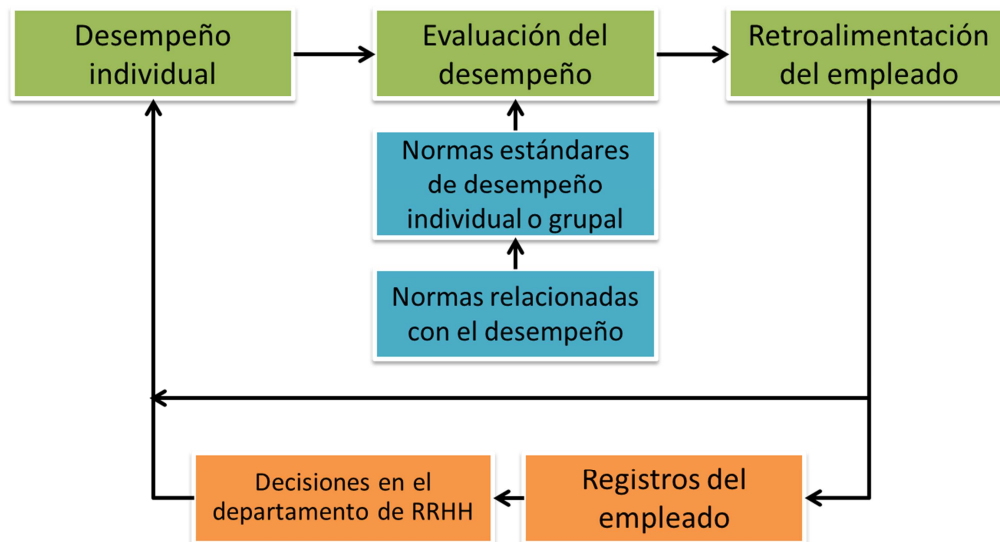 Desempeño
individual
Evaluación del
desempeño
Retroalimentación
del empleado
Normas estándares
de desempeño
individual o grupal
Normas relacionadas
con el desempeño
Decisiones en el
departamento de RRHH
Registros del
empleado